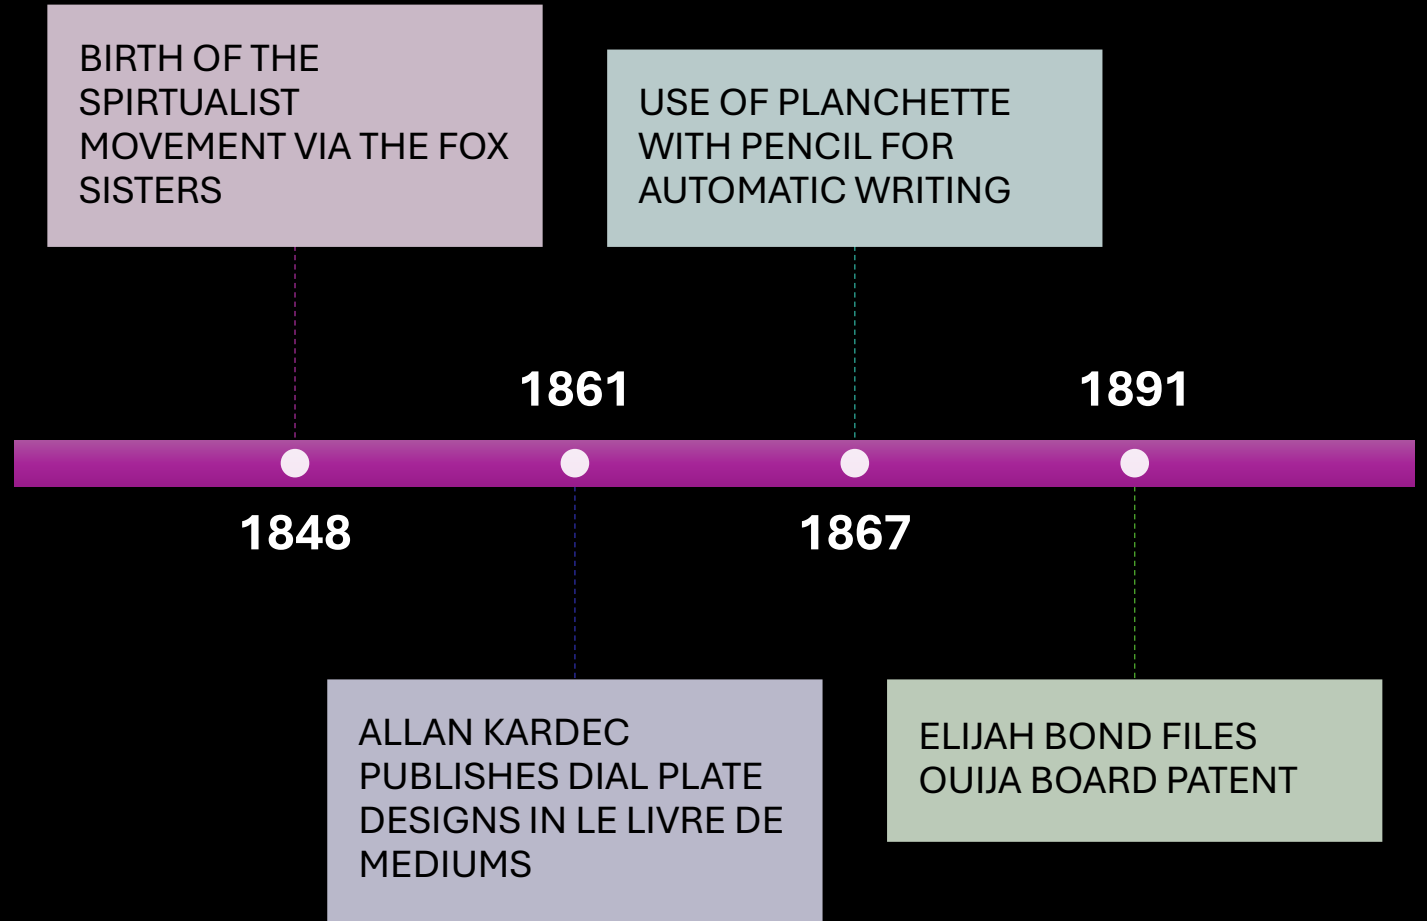 BIRTH OF THE
SPIRTUALIST
MOVEMENT VIA THE FOX
SISTERS
USE OF PLANCHETTE
WITH PENCIL FOR
AUTOMATIC WRITING
1861
1891
1848
1867
ALLAN KARDEC
PUBLISHES DIAL PLATE
DESIGNS IN LE LIVRE DE
MEDIUMS
ELIJAH BOND FILES
OUIJA BOARD PATENT